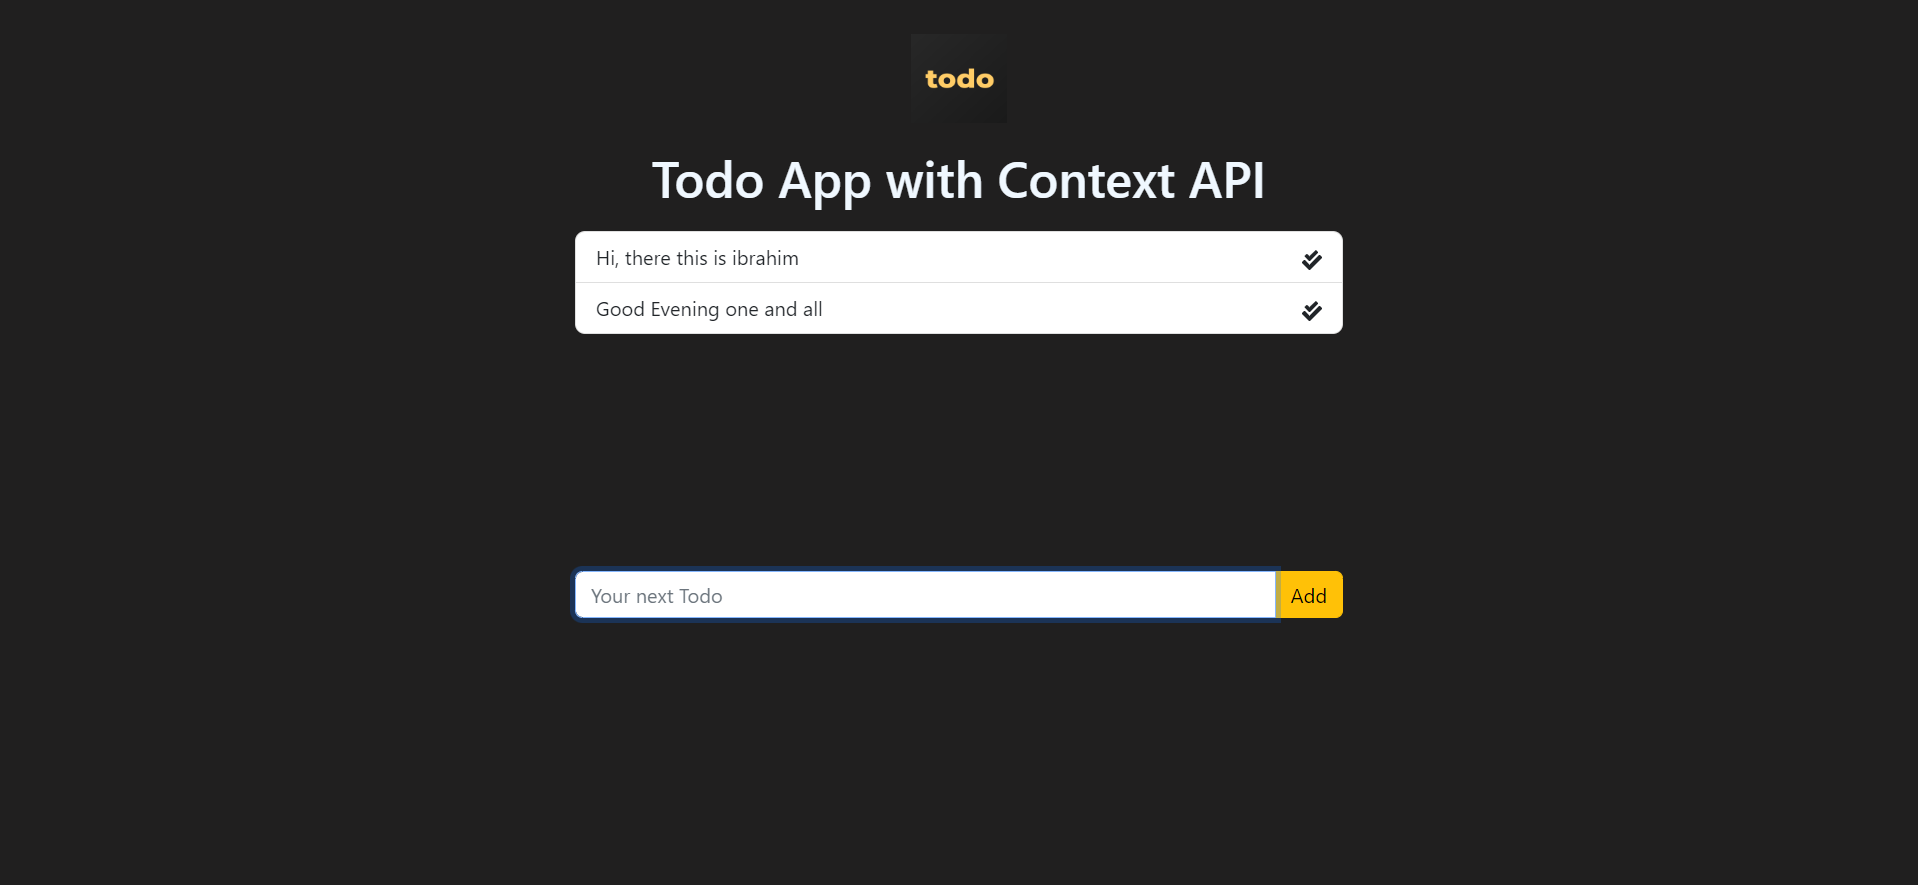 todo
Todo App with Context API
Hi, there this is ibrahim
Good Evening one and all
Your next Todo
Add